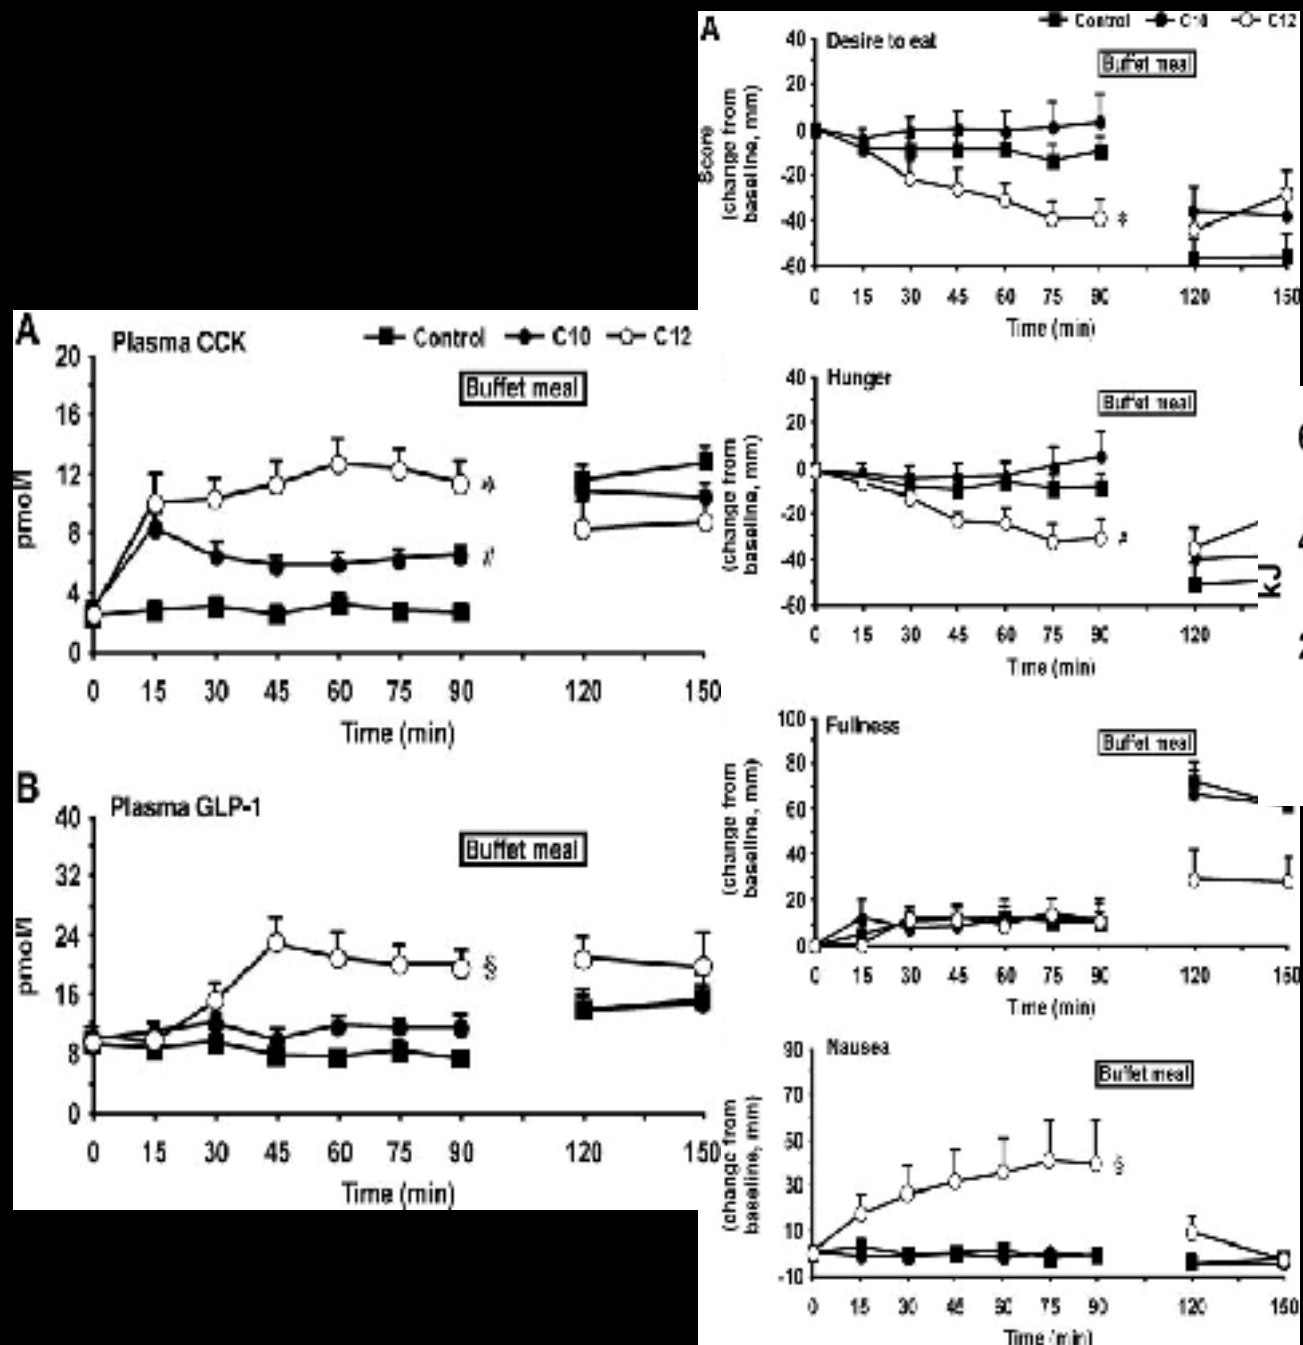 A
Plasma CCK
Control C10 C12
Buffet meal
20
16
12
8
4
0
pmol/l
*
#
0 15 30 45 60 75 90 120 150
Time (min)
B
Plasma GLP-1
Buffet meal
40
32
24
16
8
0
pmol/l
§
0 15 30 45 60 75 90 120 150
Time (min)
A
Control C10 C12
Desire to eat
Buffet meal
40
20
0
-20
-40
-60
Score
(change from
baseline, mm)
0 15 30 45 60 75 90 120 150
Time (min)
Hunger
Buffet meal
40
20
0
-20
-40
-60
(change from
baseline, mm)
0 15 30 45 60 75 90 120
Time (min)
kJ
Fullness
Buffet meal
100
80
60
40
20
0
(change from
baseline, mm)
0 15 30 45 60 75 90 120 150
Time (min)
Nausea
Buffet meal
90
70
50
30
10
-10
(change from
baseline, mm)
§
0 15 30 45 60 75 90 120 150
Time (min)